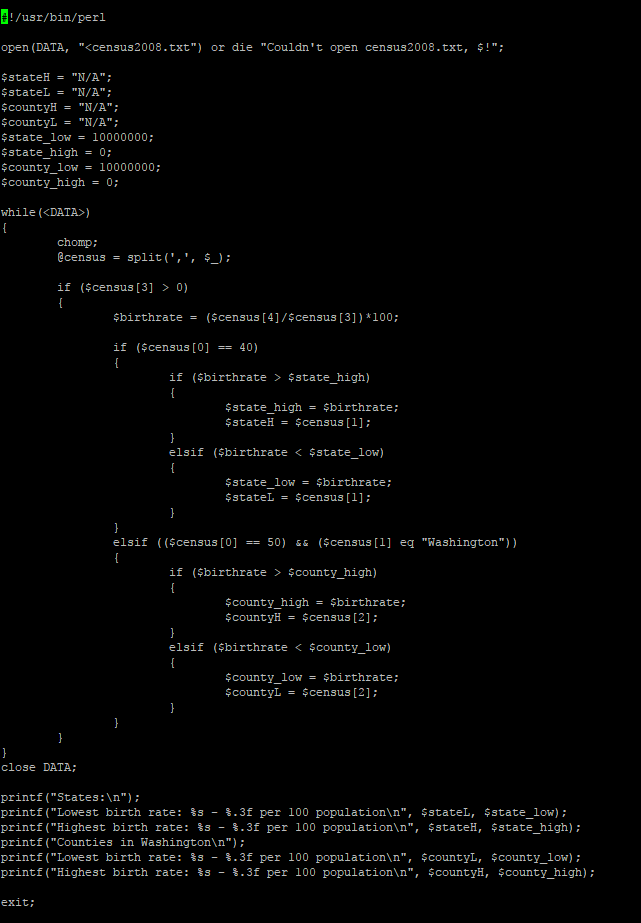 #!/usr/bin/perl

open(DATA, "<census2008.txt") or die "Couldn't open census2008.txt, $!";

$stateH = "N/A";
$stateL = "N/A";
$countyH = "N/A";
$countyL = "N/A";
$state_low = 10000000;
$state_high = 0;
$county_low = 10000000;
$county_high = 0;

while(<DATA>)
{
        chomp;
        @census = split(',', $_);

        if ($census[3] > 0)
        {
                $birthrate = ($census[4]/$census[3])*100;

                if ($census[0] == 40)
                {
                        if ($birthrate > $state_high)
                        {
                                $state_high = $birthrate;
                                $stateH = $census[1];
                        }
                        elsif ($birthrate < $state_low)
                        {
                                $state_low = $birthrate;
                                $stateL = $census[1];
                        }
                }
                elsif (($census[0] == 50) && ($census[1] eq "Washington"))
                {
                        if ($birthrate > $county_high)
                        {
                                $county_high = $birthrate;
                                $countyH = $census[2];
                        }
                        elsif ($birthrate < $county_low)
                        {
                                $county_low = $birthrate;
                                $countyL = $census[2];
                        }
                }
        }
}
close DATA;

printf("States:\n");
printf("Lowest birth rate: %s - %.3f per 100 population\n", $stateL, $state_low);
printf("Highest birth rate: %s - %.3f per 100 population\n", $stateH, $state_high);
printf("Counties in Washington\n");
printf("Lowest birth rate: %s - %.3f per 100 population\n", $countyL, $county_low);
printf("Highest birth rate: %s - %.3f per 100 population\n", $countyH, $county_high);

exit;